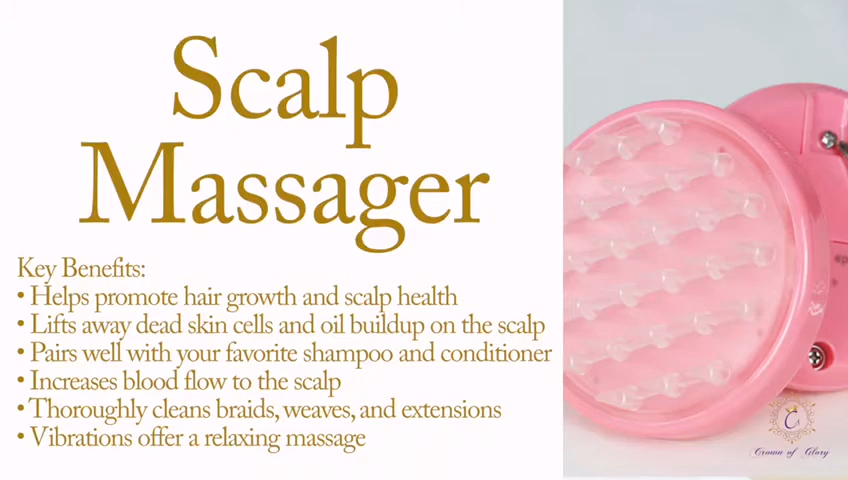 Scalp
Massager
Key Benefits:
• Helps promote hair growth and scalp health
• Lifts away dead skin cells and oil buildup on the scalp
• Pairs well with your favorite shampoo and conditioner
• Increases blood flow to the scalp
• Thoroughly cleans braids, weaves, and extensions
• Vibrations offer a relaxing massage
C
Crown of Glory